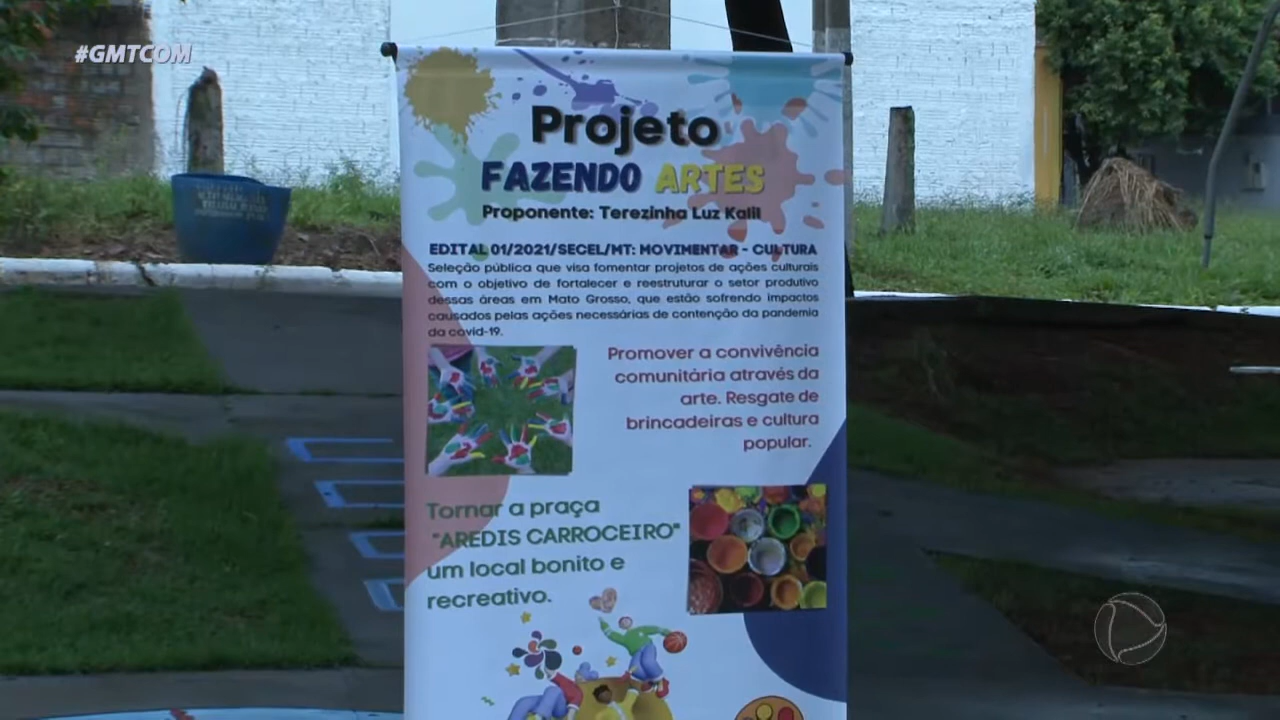 #GMTCOM
Projeto
FAZENDO ARTES
Proponente: Terezinha Luz Kalil
EDITAL 01/2021/SECEL/MT: MOVIMENTAR - CULTURA
Seleção pública que visa fomentar projetos de ações culturais
com o objetivo de fortalecer e reestruturar o setor produtivo
dessas áreas em Mato Grosso, que estão sofrendo impactos
causados pelas ações necessárias de contenção da pandemia
da covid-19.
Promover a convivência
comunitária através da
arte. Resgate de
brincadeiras e cultura
popular.
Tornar a praça
"AREDIS CARROCEIRO"
um local bonito e
recreativo.